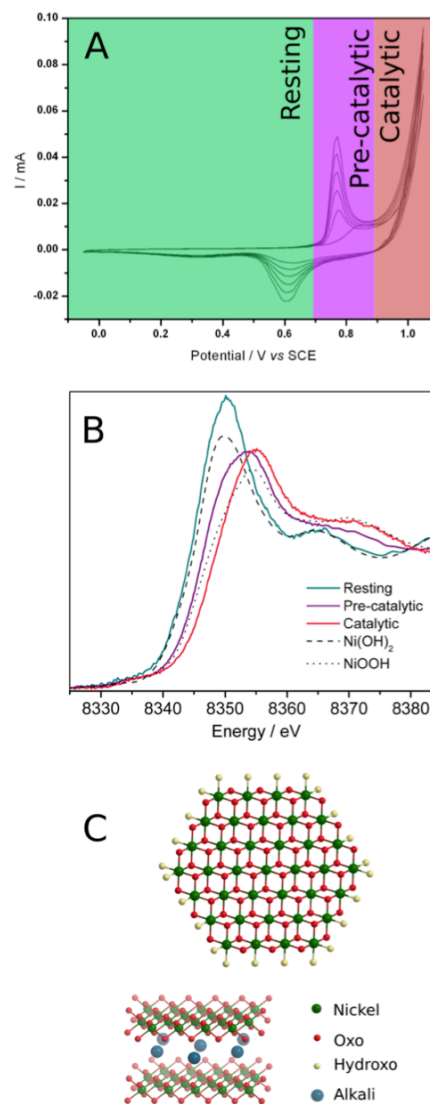 A
Resting
Pre-catalytic
Catalytic
0.10
0.08
0.06
0.04
0.02
0.00
-0.02
I / mA
0.0 0.2 0.4 0.6 0.8 1.0
Potential / V vs SCE
B
Resting
Pre-catalytic
Catalytic
Ni(OH)₂
NiOOH
8330 8340 8350 8360 8370 8380
Energy / eV
C
Nickel
Oxo
Hydroxo
Alkali